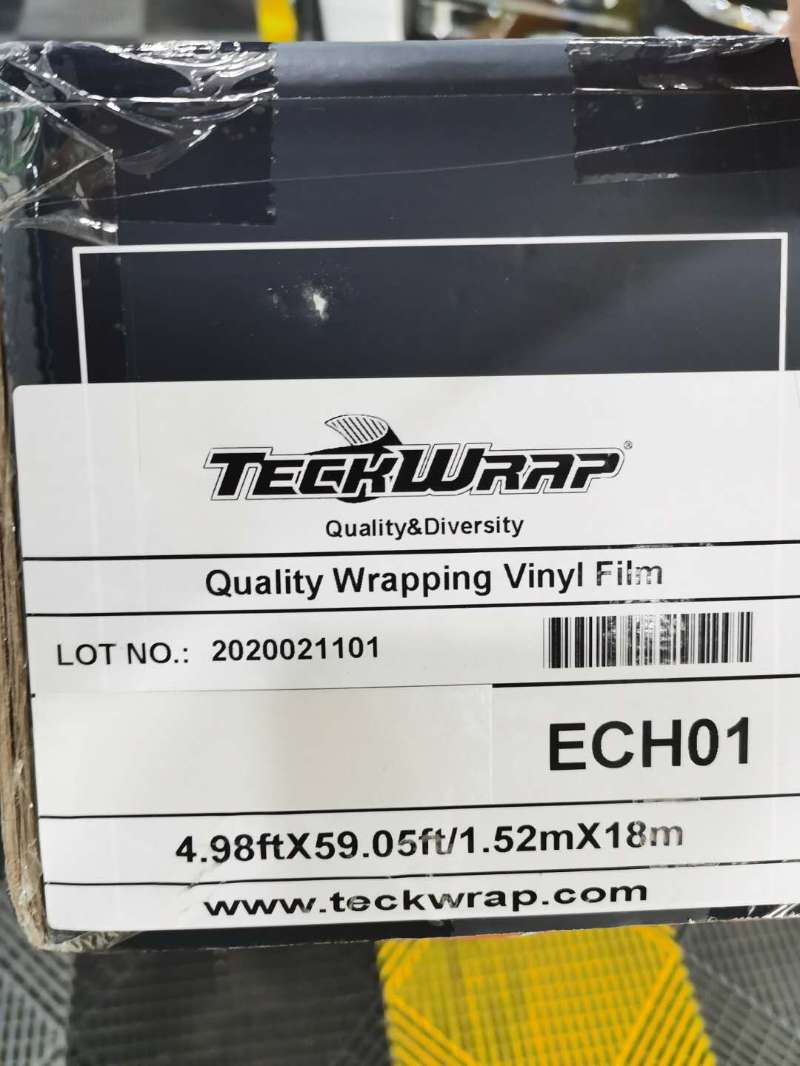 TECKWRAP®
Quality&Diversity
Quality Wrapping Vinyl Film
LOT NO.: 2020021101
ECH01
4.98ftX59.05ft/1.52mX18m
www.teckwrap.com